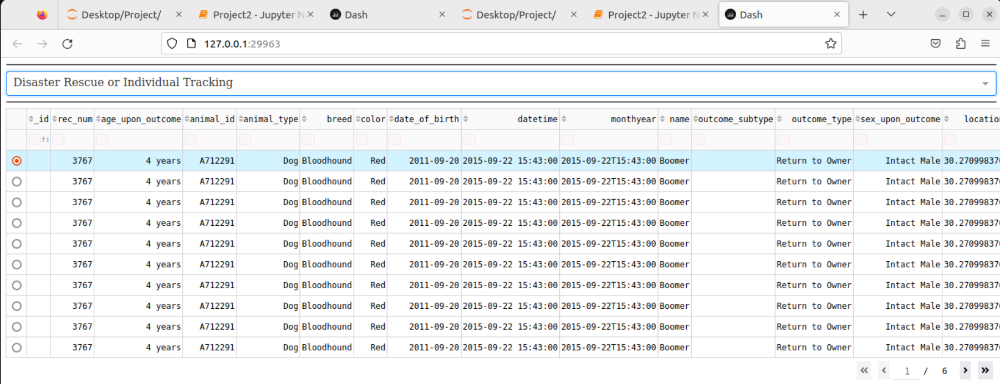 Desktop/Project/ Project2 - Jupyter N Dash Desktop/Project/ Project2 - Jupyter N Dash
127.0.0.1:29963
Disaster Rescue or Individual Tracking
_id rec_num age_upon_outcome animal_id animal_type breed color date_of_birth datetime monthyear name outcome_subtype outcome_type sex_upon_outcome location
Aa fi Aa Aa Aa Aa Aa Aa Aa Aa Aa Aa Aa Aa Aa Aa
3767 4 years A712291 Dog Bloodhound Red 2011-09-20 2015-09-22 15:43:00 2015-09-22T15:43:00 Boomer Return to Owner Intact Male 30.27099837
3767 4 years A712291 Dog Bloodhound Red 2011-09-20 2015-09-22 15:43:00 2015-09-22T15:43:00 Boomer Return to Owner Intact Male 30.27099837
3767 4 years A712291 Dog Bloodhound Red 2011-09-20 2015-09-22 15:43:00 2015-09-22T15:43:00 Boomer Return to Owner Intact Male 30.27099837
3767 4 years A712291 Dog Bloodhound Red 2011-09-20 2015-09-22 15:43:00 2015-09-22T15:43:00 Boomer Return to Owner Intact Male 30.27099837
3767 4 years A712291 Dog Bloodhound Red 2011-09-20 2015-09-22 15:43:00 2015-09-22T15:43:00 Boomer Return to Owner Intact Male 30.27099837
3767 4 years A712291 Dog Bloodhound Red 2011-09-20 2015-09-22 15:43:00 2015-09-22T15:43:00 Boomer Return to Owner Intact Male 30.27099837
3767 4 years A712291 Dog Bloodhound Red 2011-09-20 2015-09-22 15:43:00 2015-09-22T15:43:00 Boomer Return to Owner Intact Male 30.27099837
3767 4 years A712291 Dog Bloodhound Red 2011-09-20 2015-09-22 15:43:00 2015-09-22T15:43:00 Boomer Return to Owner Intact Male 30.27099837
3767 4 years A712291 Dog Bloodhound Red 2011-09-20 2015-09-22 15:43:00 2015-09-22T15:43:00 Boomer Return to Owner Intact Male 30.27099837
3767 4 years A712291 Dog Bloodhound Red 2011-09-20 2015-09-22 15:43:00 2015-09-22T15:43:00 Boomer Return to Owner Intact Male 30.27099837
1 / 6